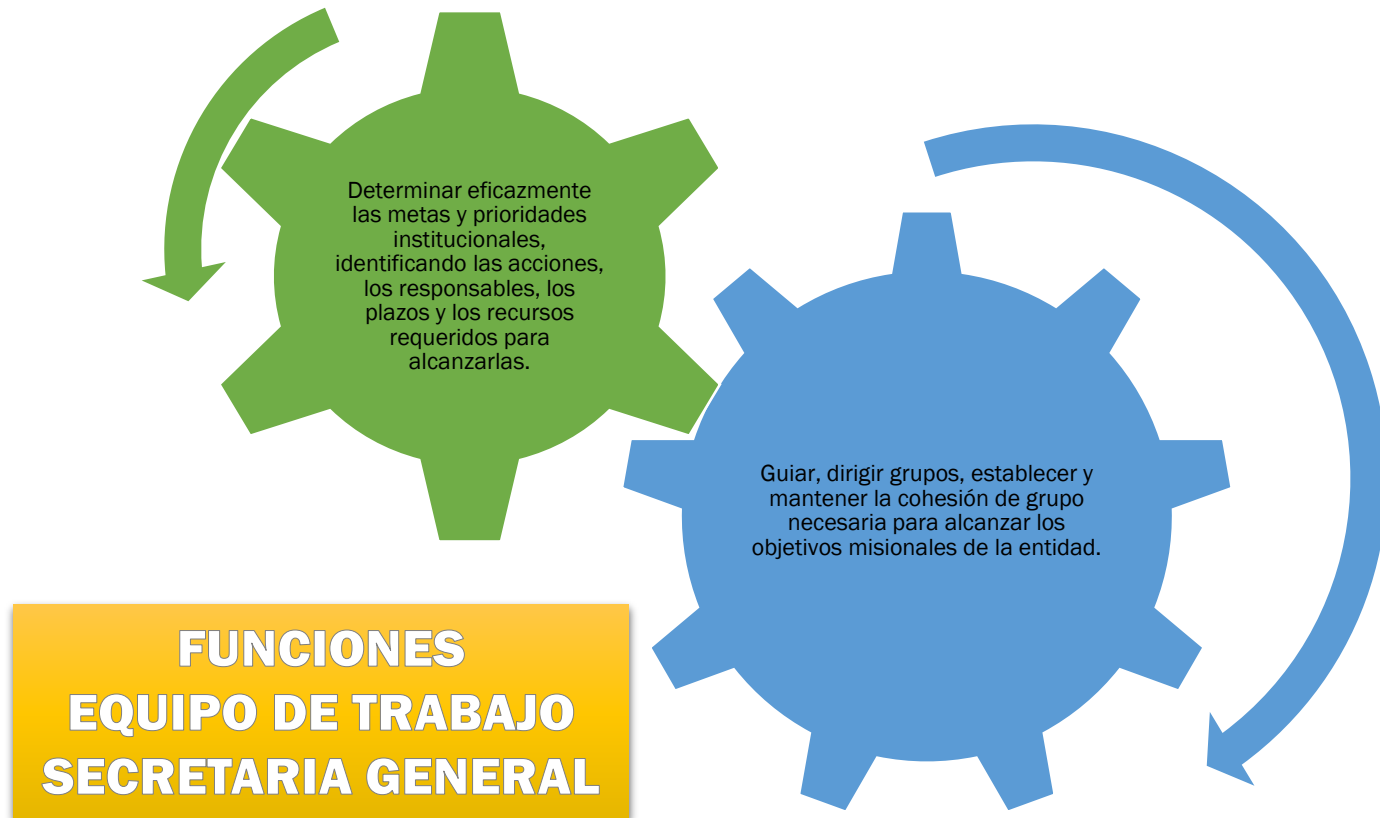 Determinar eficazmente
las metas y prioridades
institucionales,
identificando las acciones,
los responsables, los
plazos y los recursos
requeridos para
alcanzarlas.
Guiar, dirigir grupos, establecer y
mantener la cohesión de grupo
necesaria para alcanzar los
objetivos misionales de la entidad.
FUNCIONES
EQUIPO DE TRABAJO
SECRETARIA GENERAL